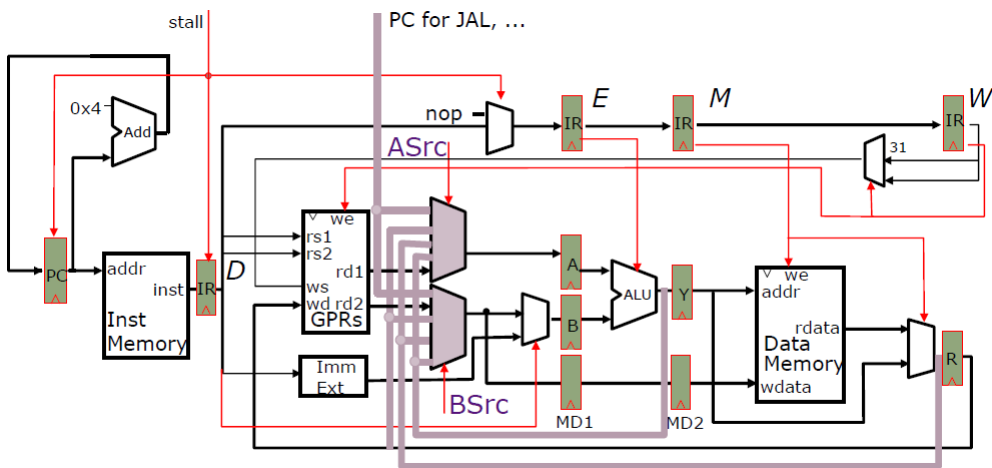 stall
PC for JAL, ...
0x4
Add
nop
E
M
W
IR
IR
IR
31
ASrc
we
rs1
rs2
rd1
ws
wd rd2
GPRs
PC
addr
inst
Inst
Memory
IR
D
A
B
ALU
Y
we
addr
rdata
Data
Memory
wdata
R
Imm
Ext
BSrc
MD1
MD2